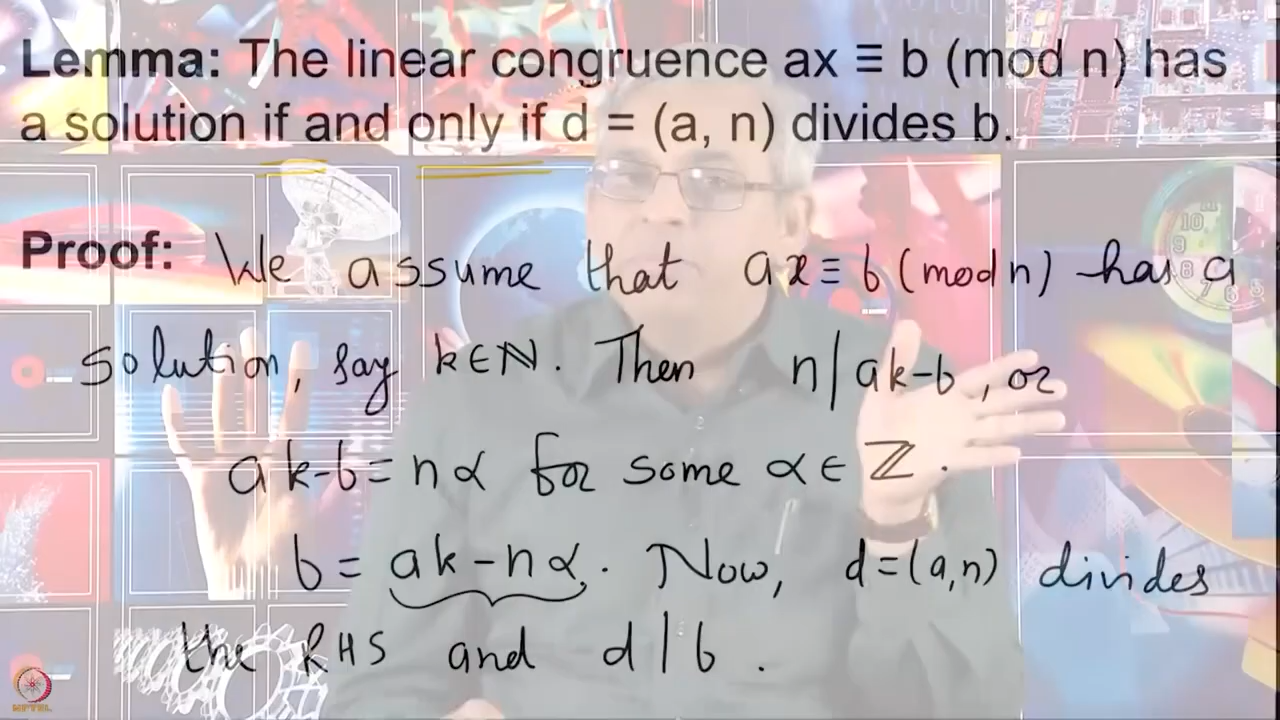 Lemma: The linear congruence ax ≡ b (mod n) has
a solution if and only if d = (a, n) divides b.
Proof: We assume that ax ≡ b (mod n) has a
solution, say k∈ℕ. Then n | ak-b, or
ak-b = nα for some α ∈ ℤ.
b = ak - nα. Now, d=(a,n) divides
the RHS and d | b.
NPTEL